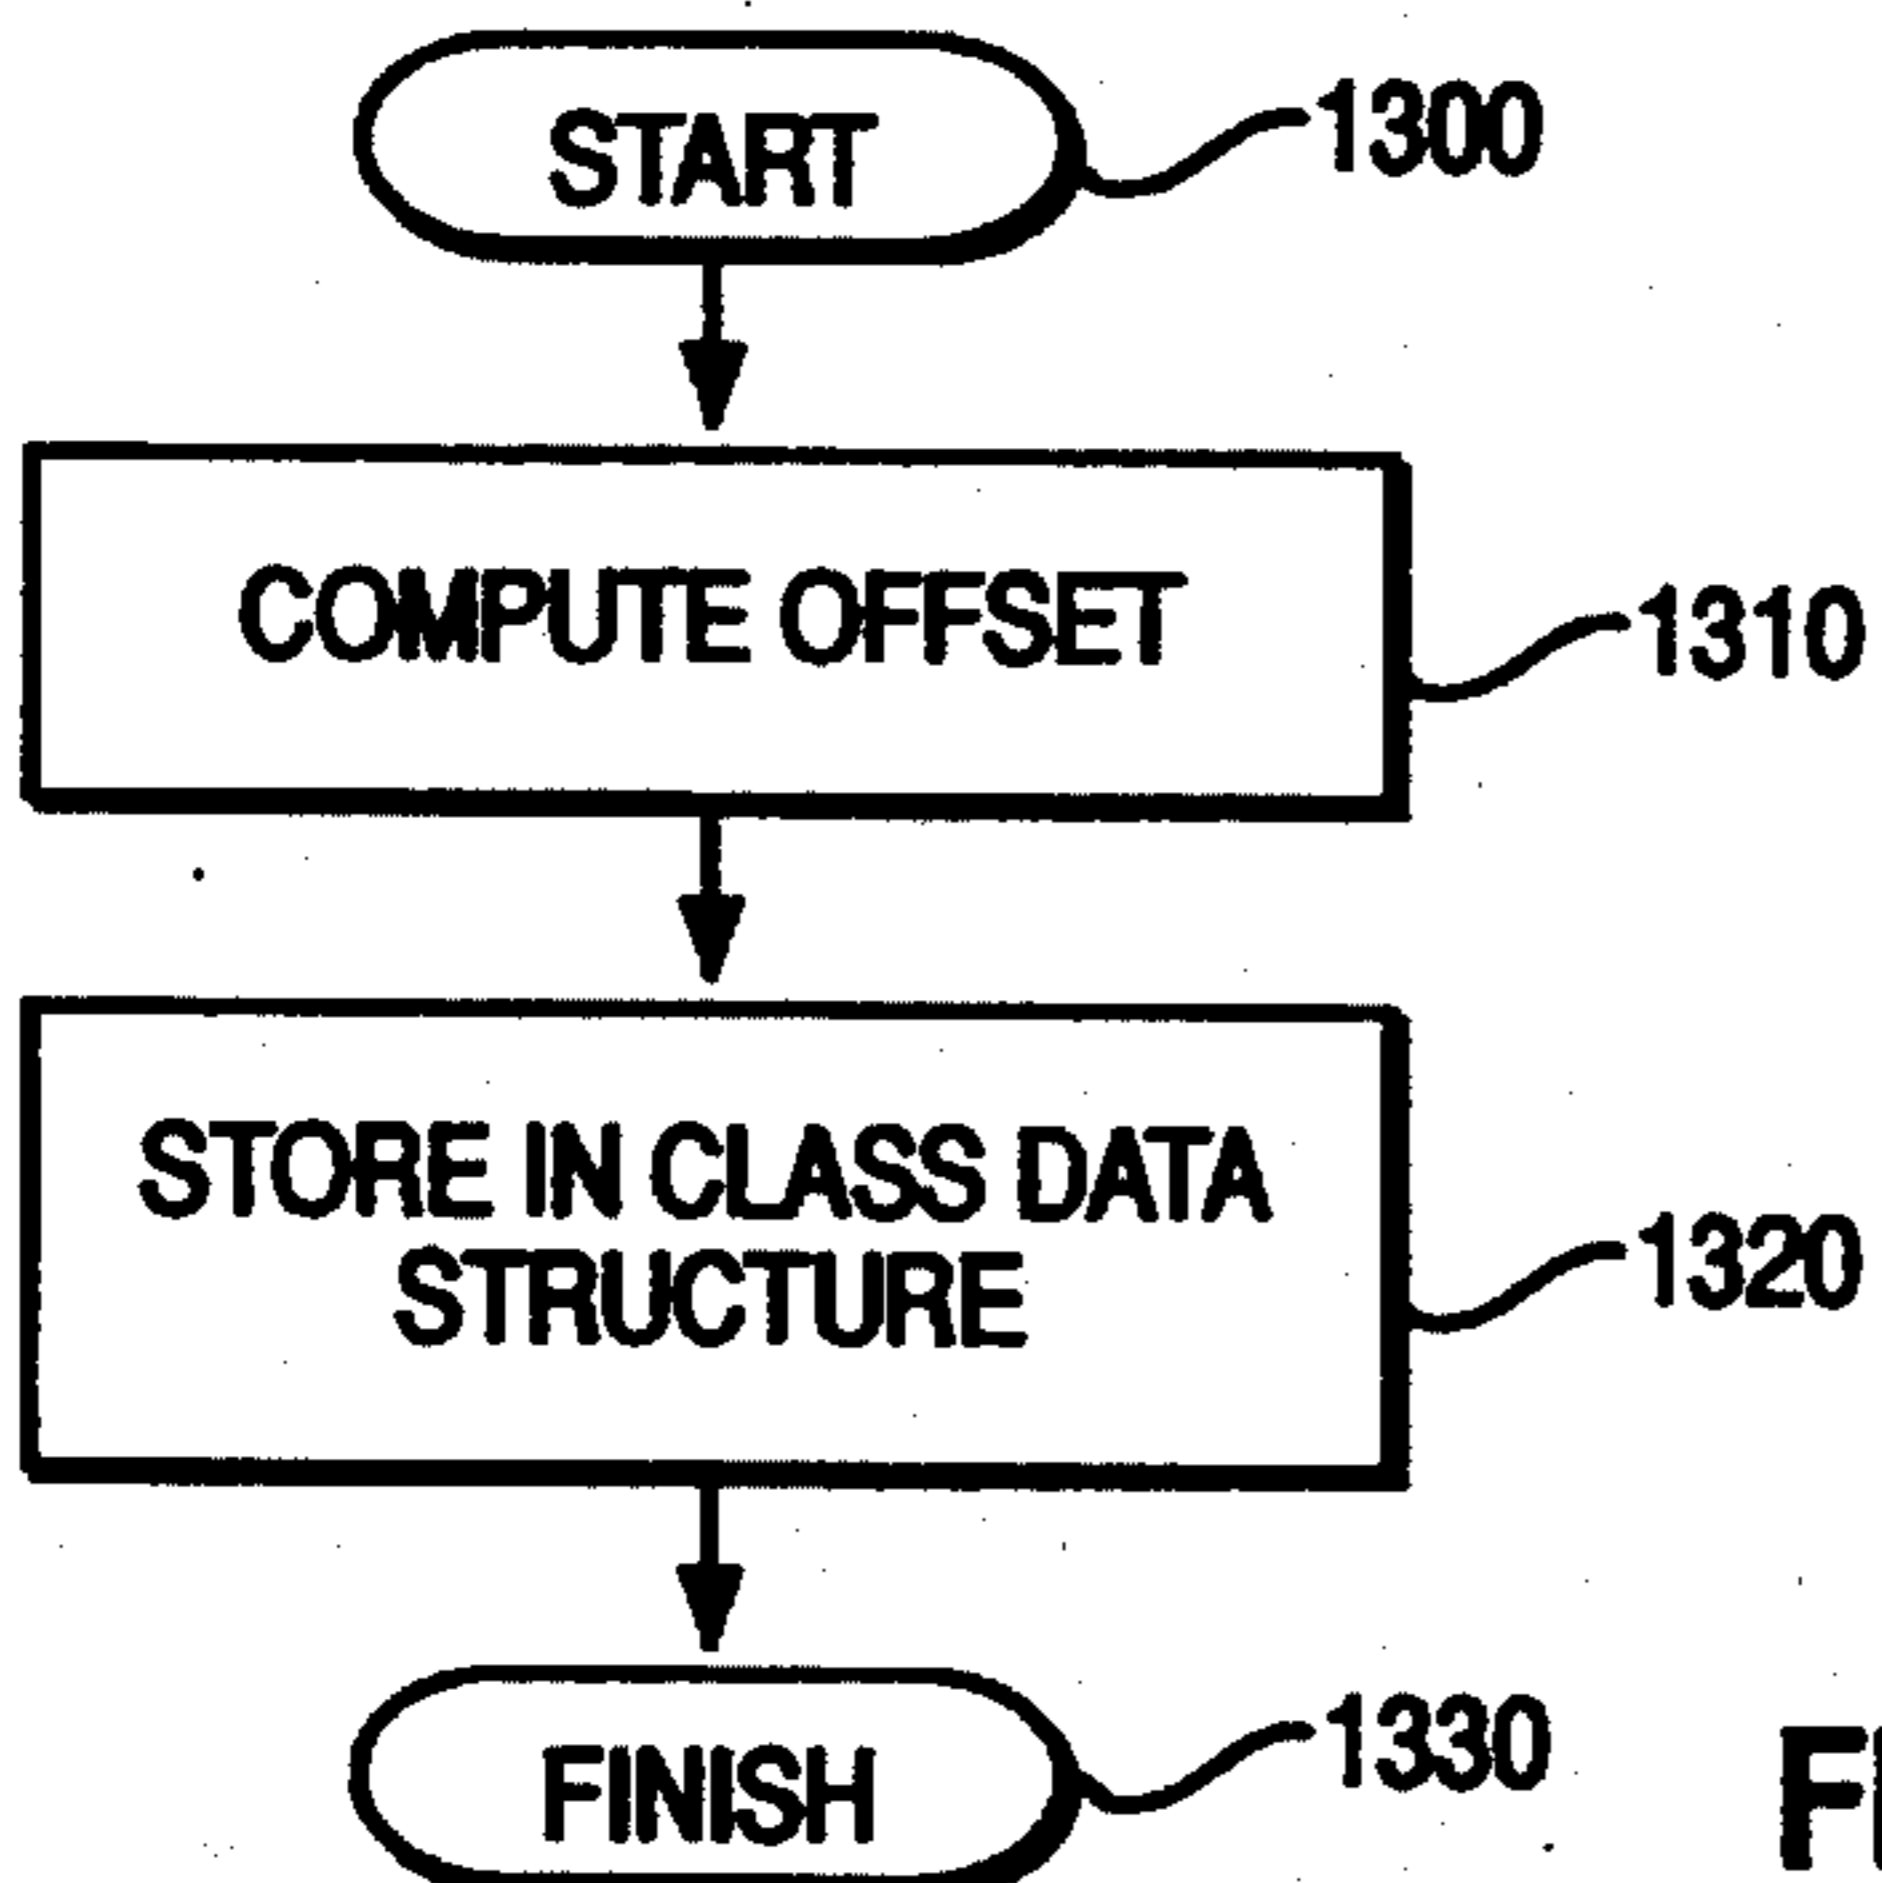 START
1300
COMPUTE OFFSET
1310
STORE IN CLASS DATA
STRUCTURE
1320
FINISH
1330